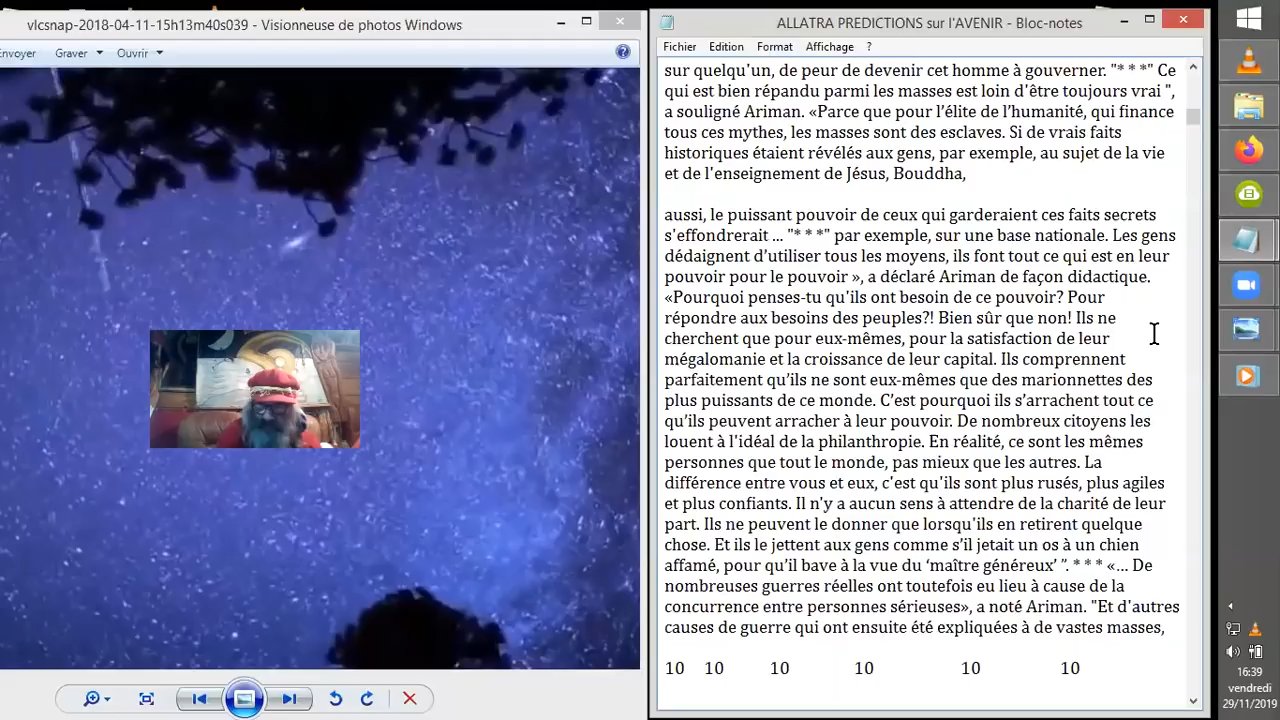 vlcsnap-2018-04-11-15h13m40s039 - Visionneuse de photos Windows
Envoyer Graver Ouvrir
ALLATRA PREDICTIONS sur l'AVENIR - Bloc-notes
Fichier Edition Format Affichage ?
sur quelqu'un, de peur de devenir cet homme à gouverner. "* * *" Ce
qui est bien répandu parmi les masses est loin d'être toujours vrai ",
a souligné Ariman. «Parce que pour l’élite de l’humanité, qui finance
tous ces mythes, les masses sont des esclaves. Si de vrais faits
historiques étaient révélés aux gens, par exemple, au sujet de la vie
et de l'enseignement de Jésus, Bouddha,
aussi, le puissant pouvoir de ceux qui garderaient ces faits secrets
s'effondrerait ... "* * *" par exemple, sur une base nationale. Les gens
dédaignent d’utiliser tous les moyens, ils font tout ce qui est en leur
pouvoir pour le pouvoir », a déclaré Ariman de façon didactique.
«Pourquoi penses-tu qu'ils ont besoin de ce pouvoir? Pour
répondre aux besoins des peuples?! Bien sûr que non! Ils ne
cherchent que pour eux-mêmes, pour la satisfaction de leur
mégalomanie et la croissance de leur capital. Ils comprennent
parfaitement qu’ils ne sont eux-mêmes que des marionnettes des
plus puissants de ce monde. C’est pourquoi ils s’arrachent tout ce
qu’ils peuvent arracher à leur pouvoir. De nombreux citoyens les
louent à l'idéal de la philanthropie. En réalité, ce sont les mêmes
personnes que tout le monde, pas mieux que les autres. La
différence entre vous et eux, c'est qu'ils sont plus rusés, plus agiles
et plus confiants. Il n'y a aucun sens à attendre de la charité de leur
part. Ils ne peuvent le donner que lorsqu'ils en retirent quelque
chose. Et ils le jettent aux gens comme s’il jetait un os à un chien
affamé, pour qu’il bave à la vue du ‘maître généreux’ ”. * * * «... De
nombreuses guerres réelles ont toutefois eu lieu à cause de la
concurrence entre personnes sérieuses», a noté Ariman. "Et d'autres
causes de guerre qui ont ensuite été expliquées à de vastes masses,
10 10 10 10 10 10
16:39
vendredi
29/11/2019